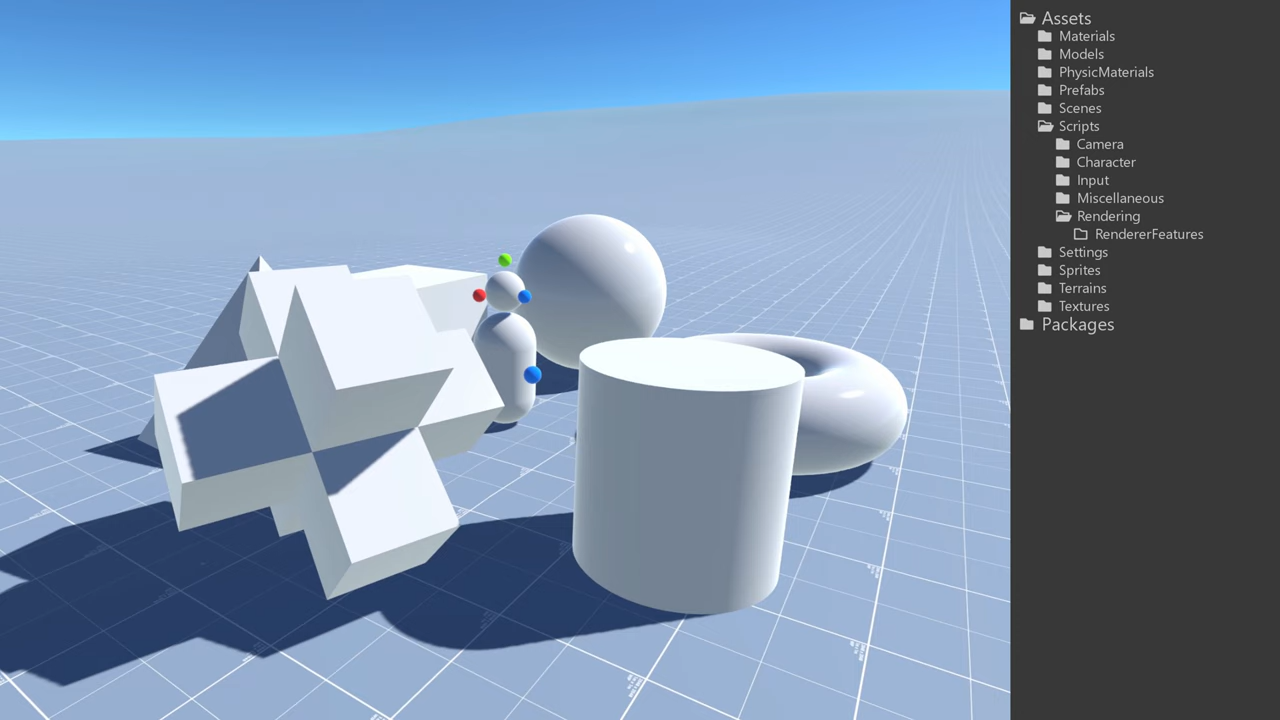 Assets
Materials
Models
PhysicMaterials
Prefabs
Scenes
Scripts
Camera
Character
Input
Miscellaneous
Rendering
RendererFeatures
Settings
Sprites
Terrains
Textures
Packages